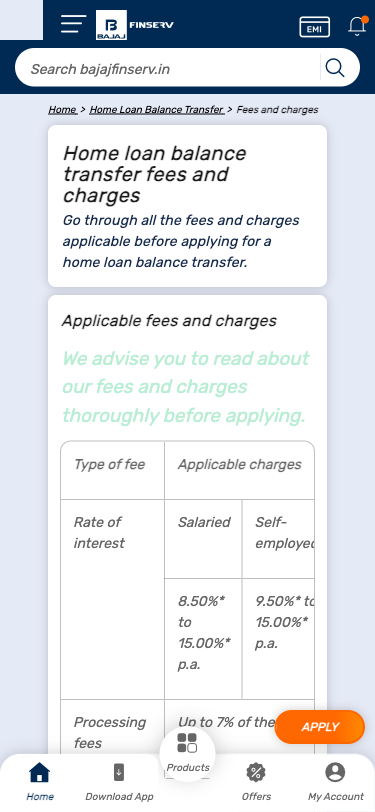 BAJAJ FINSERV
EMI
Search bajajfinserv.in
Home > Home Loan Balance Transfer > Fees and charges
Home loan balance
transfer fees and
charges
Go through all the fees and charges
applicable before applying for a
home loan balance transfer.
Applicable fees and charges
We advise you to read about
our fees and charges
thoroughly before applying.
Type of fee Applicable charges
Rate of
interest
Salaried
Self-
employed
8.50%*
to
15.00%*
p.a.
9.50%* to
15.00%*
p.a.
Processing
fees
Up to 7% of the
APPLY
Home
Download App
Products
Offers
My Account